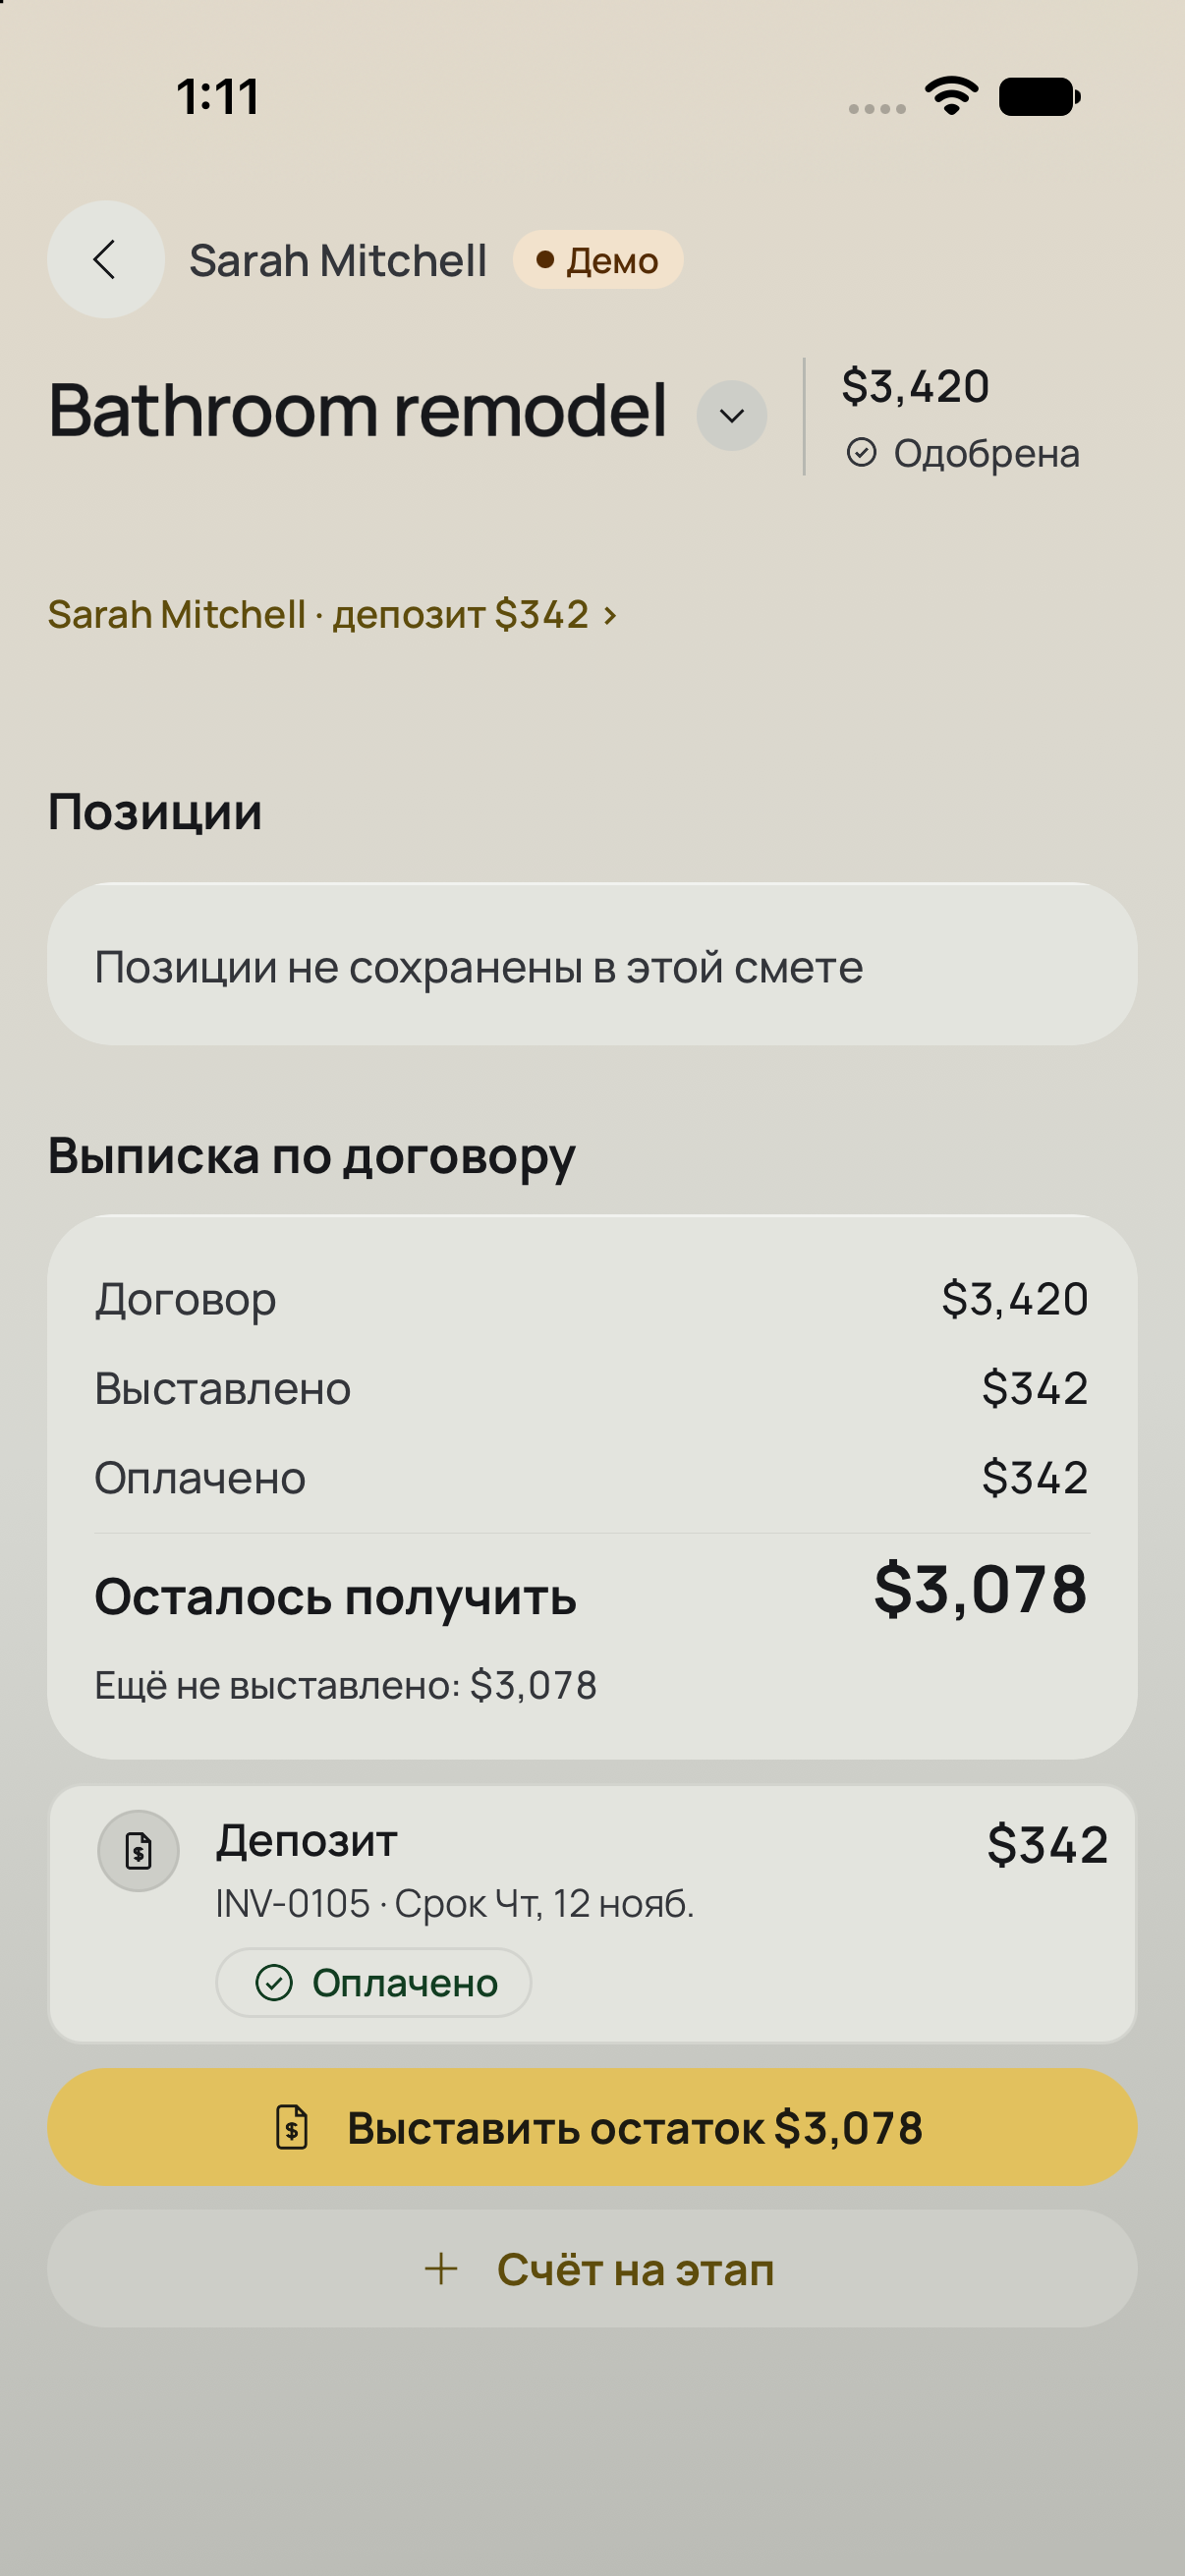 1:11
Sarah Mitchell
Демо
Bathroom remodel
$3,420
Одобрена
Sarah Mitchell · депозит $342 ›
Позиции
Позиции не сохранены в этой смете
Выписка по договору
Договор $3,420
Выставлено $342
Оплачено $342
Осталось получить $3,078
Ещё не выставлено: $3,078
Депозит $342
INV-0105 · Срок Чт, 12 нояб.
Оплачено
Выставить остаток $3,078
+ Счёт на этап